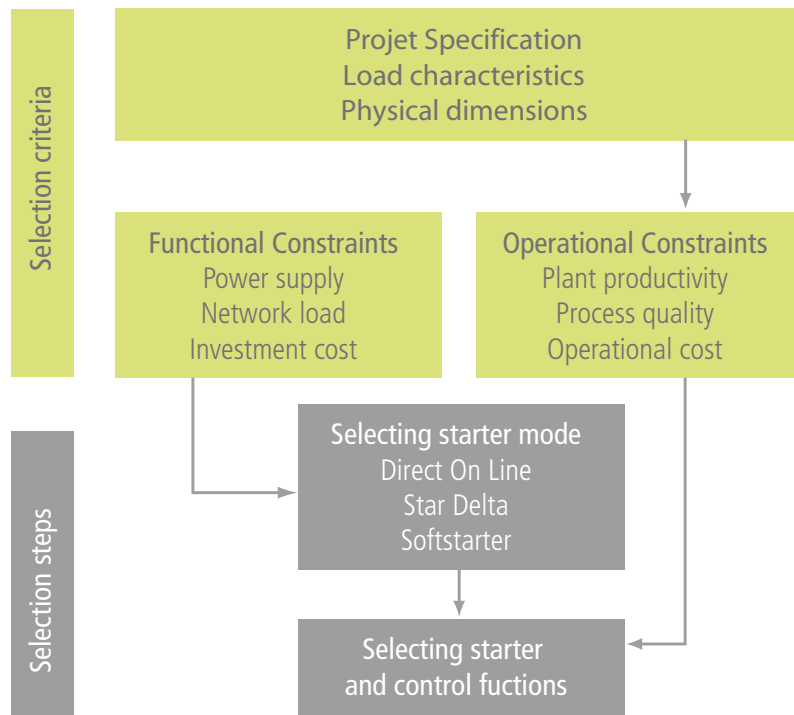 Selection criteria
Projet Specification
Load characteristics
Physical dimensions
Functional Constraints
Power supply
Network load
Investment cost
Operational Constraints
Plant productivity
Process quality
Operational cost
Selection steps
Selecting starter mode
Direct On Line
Star Delta
Softstarter
Selecting starter
and control fuctions